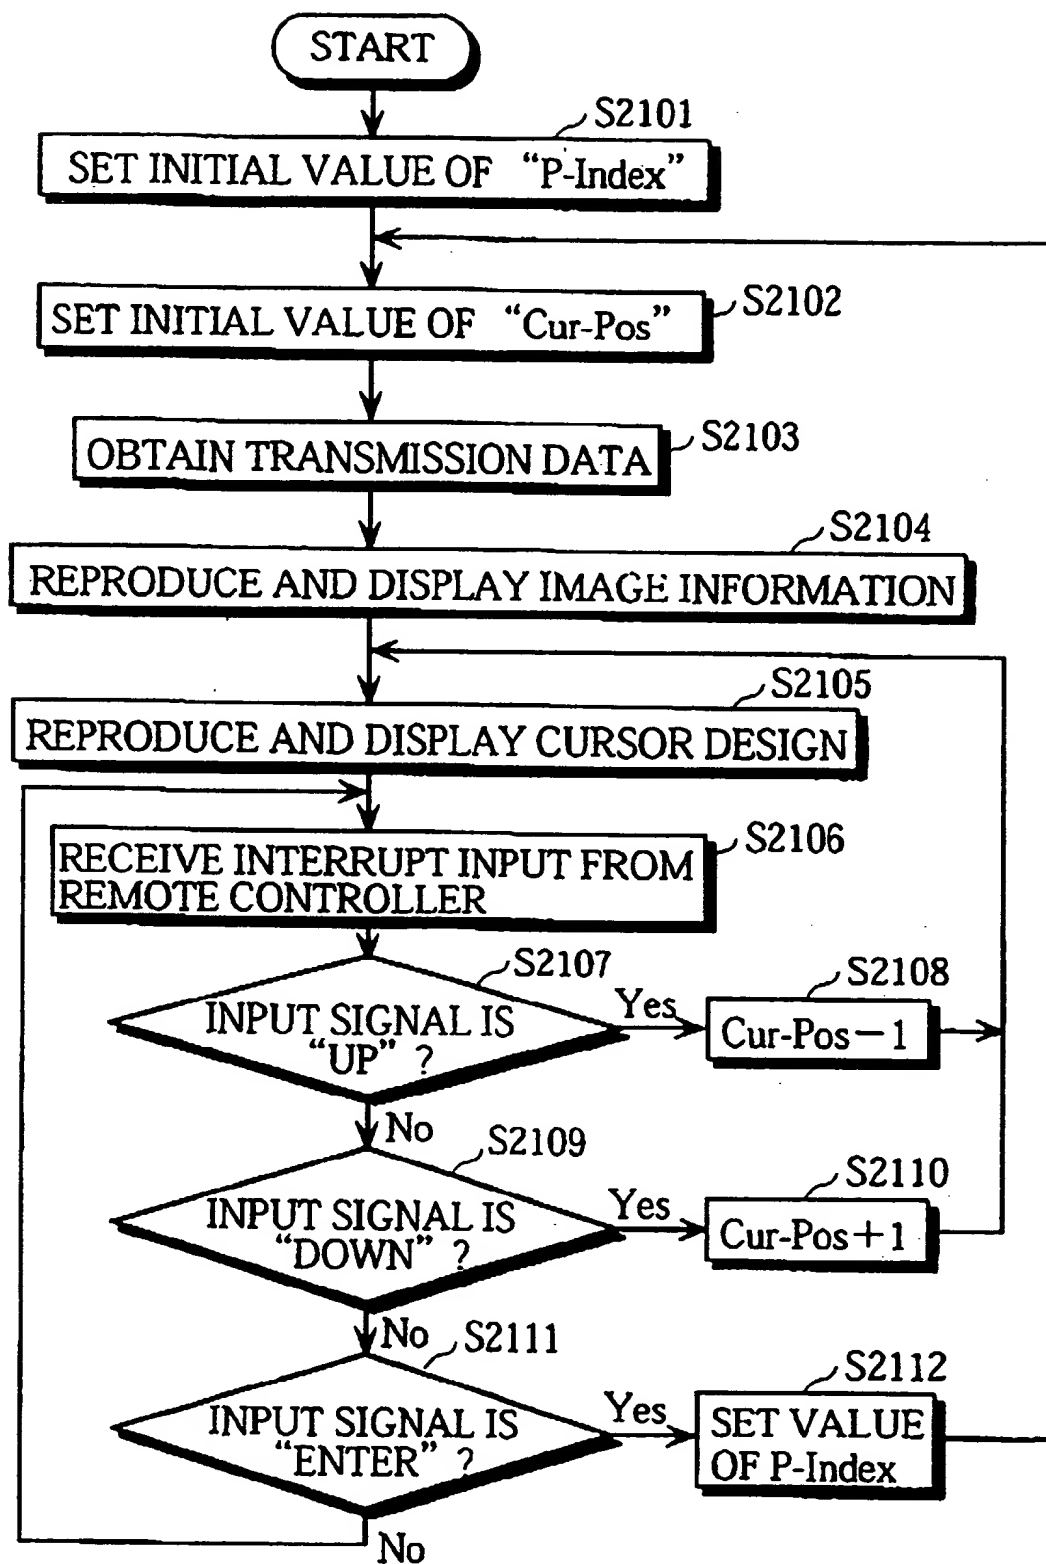 START
S2101
SET INITIAL VALUE OF “P-Index”
S2102
SET INITIAL VALUE OF “Cur-Pos”
S2103
OBTAIN TRANSMISSION DATA
S2104
REPRODUCE AND DISPLAY IMAGE INFORMATION
S2105
REPRODUCE AND DISPLAY CURSOR DESIGN
S2106
RECEIVE INTERRUPT INPUT FROM
REMOTE CONTROLLER
S2107
INPUT SIGNAL IS
“UP” ?
Yes
S2108
Cur-Pos−1
No
S2109
INPUT SIGNAL IS
“DOWN” ?
Yes
S2110
Cur-Pos+1
No
S2111
INPUT SIGNAL IS
“ENTER” ?
Yes
S2112
SET VALUE
OF P-Index
No